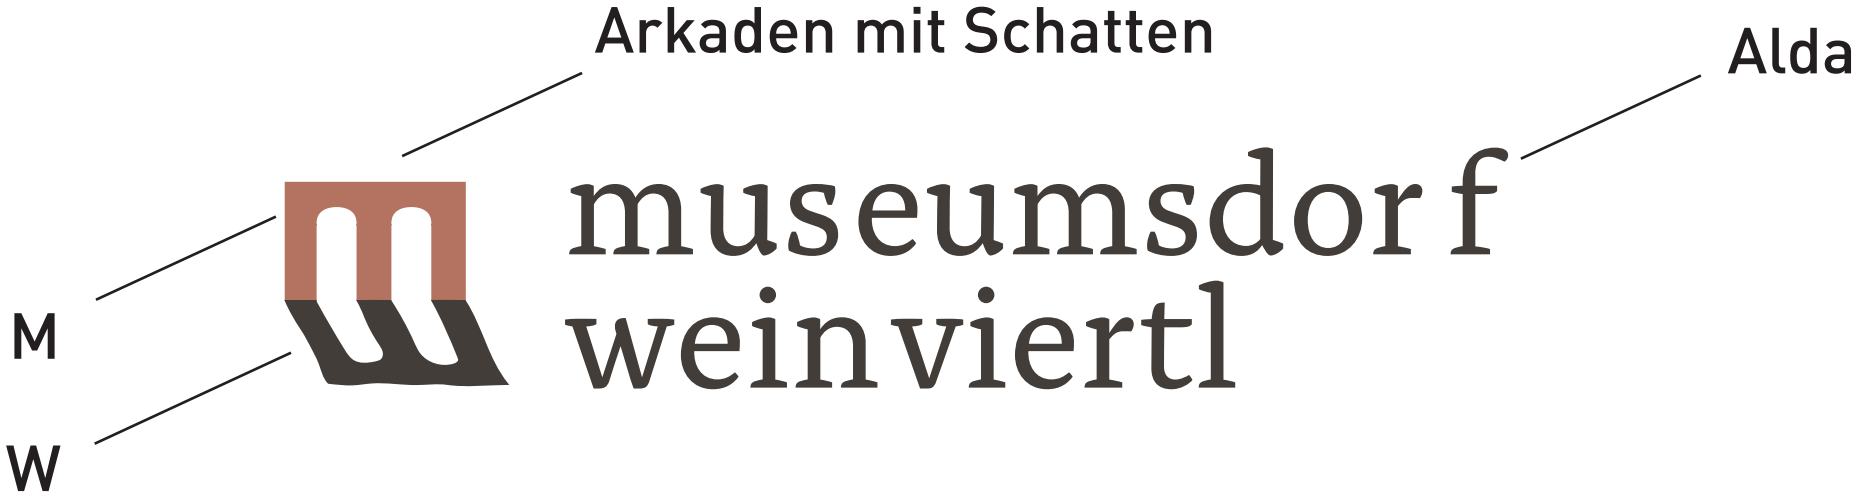 Arkaden mit Schatten
Alda
museumsdorf
weinviertl
M
W